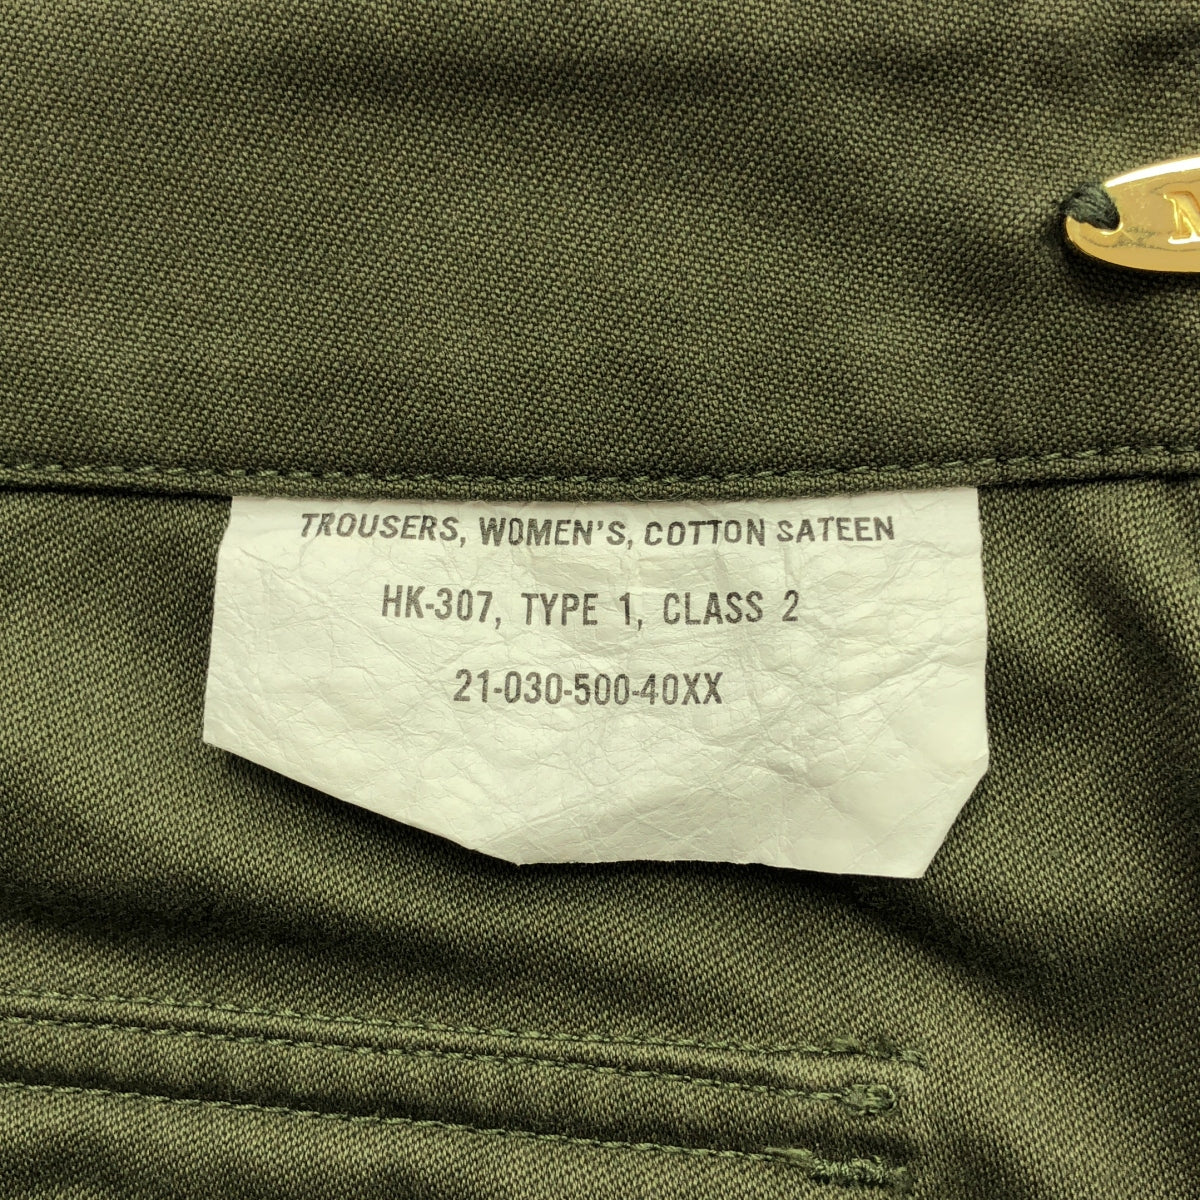 TROUSERS, WOMEN'S, COTTON SATEEN
HK-307, TYPE 1, CLASS 2
21-030-500-40XX